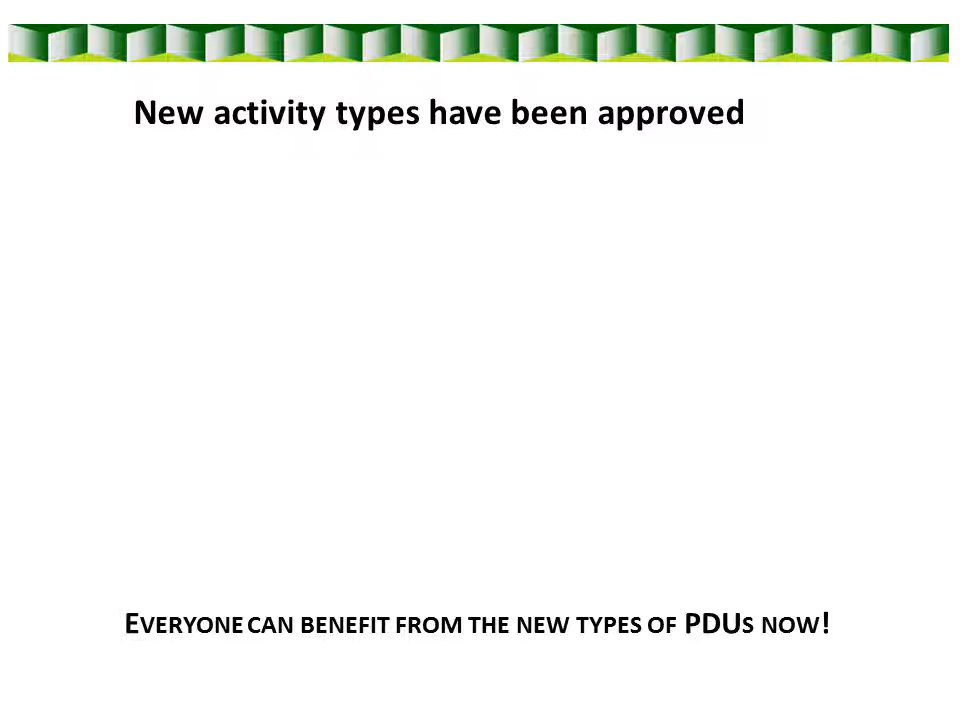 New activity types have been approved
EVERYONE CAN BENEFIT FROM THE NEW TYPES OF PDUS NOW!